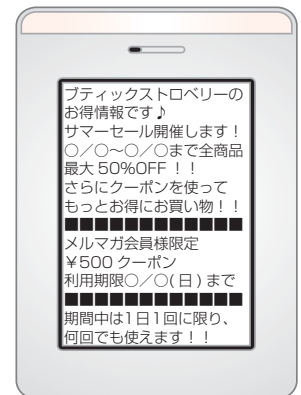 ブティックストロベリーの
お得情報です♪
サマーセール開催します！
○／○～○／○まで全商品
最大50%OFF！！
さらにクーポンを使って
もっとお得にお買い物！！
■■■■■■■■■■■■■
メルマガ会員様限定
￥500 クーポン
利用期限○／○(日)まで
■■■■■■■■■■■■■
期間中は1日1回に限り、
何回でも使えます！！